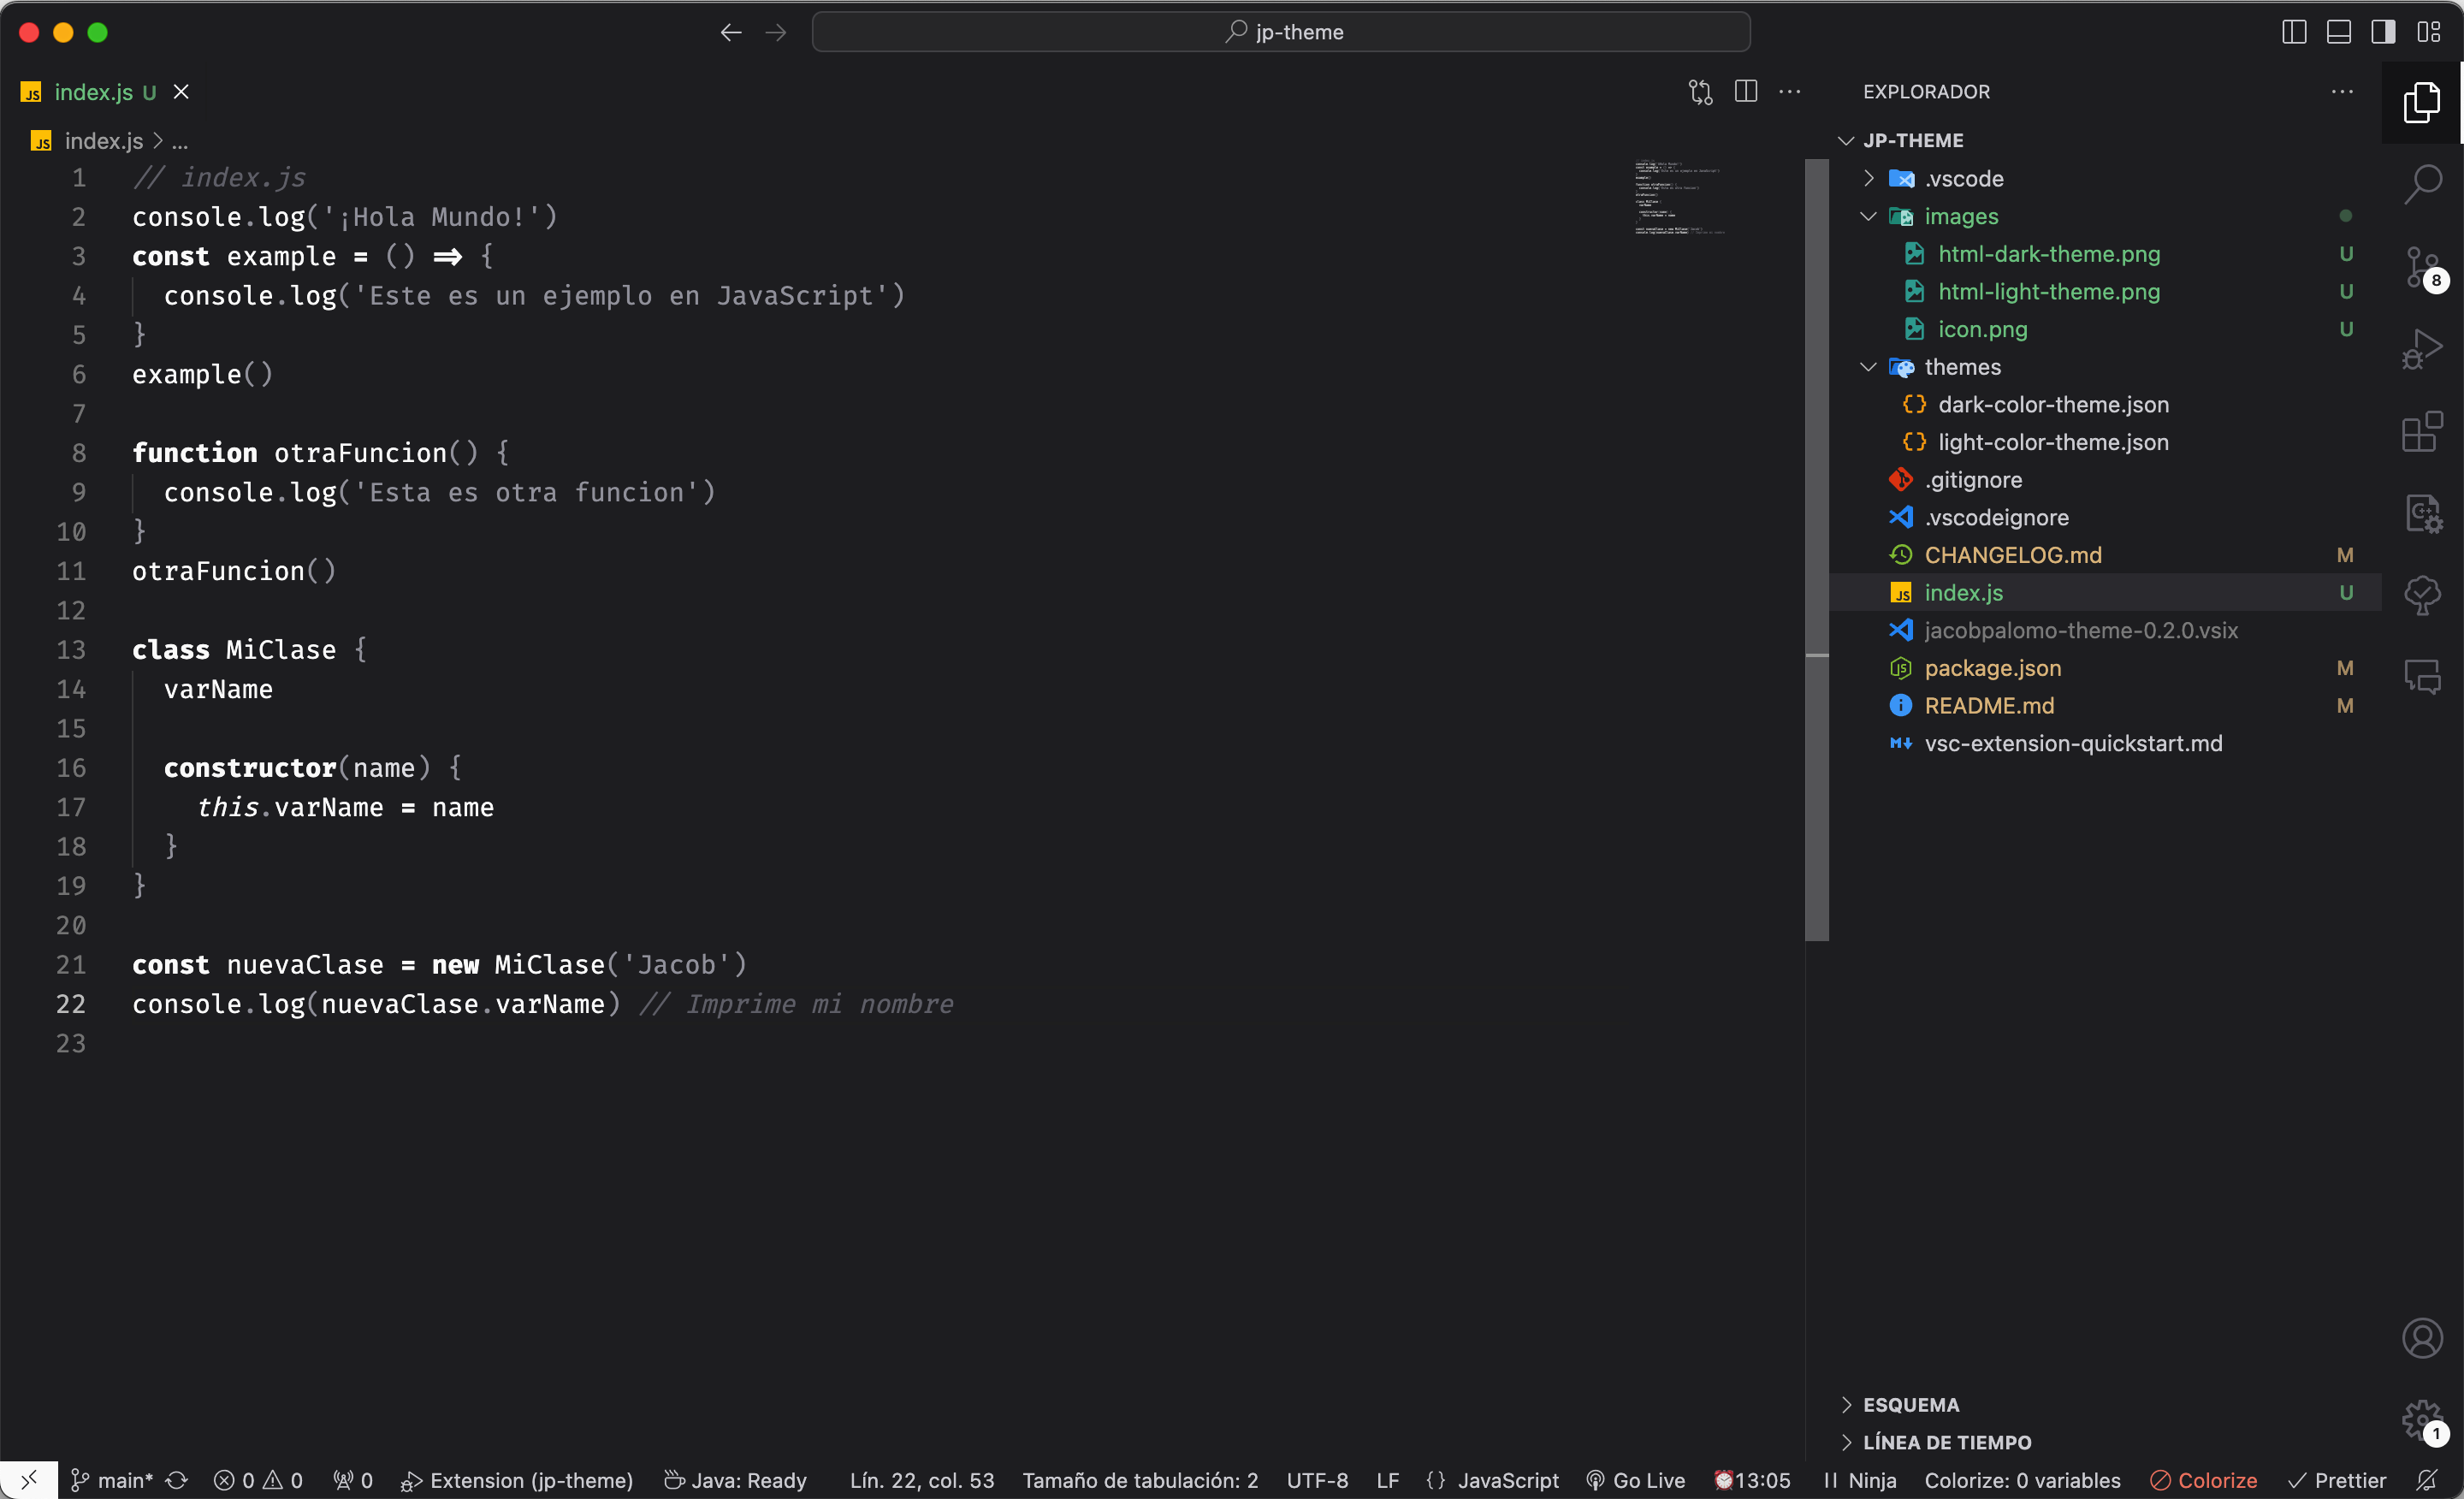 jp-theme
JS index.js U
JS index.js > ...
1 // index.js
2 console.log('¡Hola Mundo!')
3 const example = () => {
4 console.log('Este es un ejemplo en JavaScript')
5 }
6 example()
7
8 function otraFuncion() {
9 console.log('Esta es otra funcion')
10 }
11 otraFuncion()
12
13 class MiClase {
14 varName
15
16 constructor(name) {
17 this.varName = name
18 }
19 }
20
21 const nuevaClase = new MiClase('Jacob')
22 console.log(nuevaClase.varName) // Imprime mi nombre
23
EXPLORADOR
JP-THEME
.vscode
images
html-dark-theme.png U
html-light-theme.png U
icon.png U
themes
{} dark-color-theme.json
{} light-color-theme.json
.gitignore
.vscodeignore
CHANGELOG.md M
JS index.js U
jacobpalomo-theme-0.2.0.vsix
JS package.json M
README.md M
M vsc-extension-quickstart.md
8
C++
ESQUEMA
LÍNEA DE TIEMPO
1
main* 0 0 0 Extension (jp-theme) Java: Ready Lín. 22, col. 53 Tamaño de tabulación: 2 UTF-8 LF {} JavaScript Go Live ⏰13:05 Ninja Colorize: 0 variables Colorize Prettier